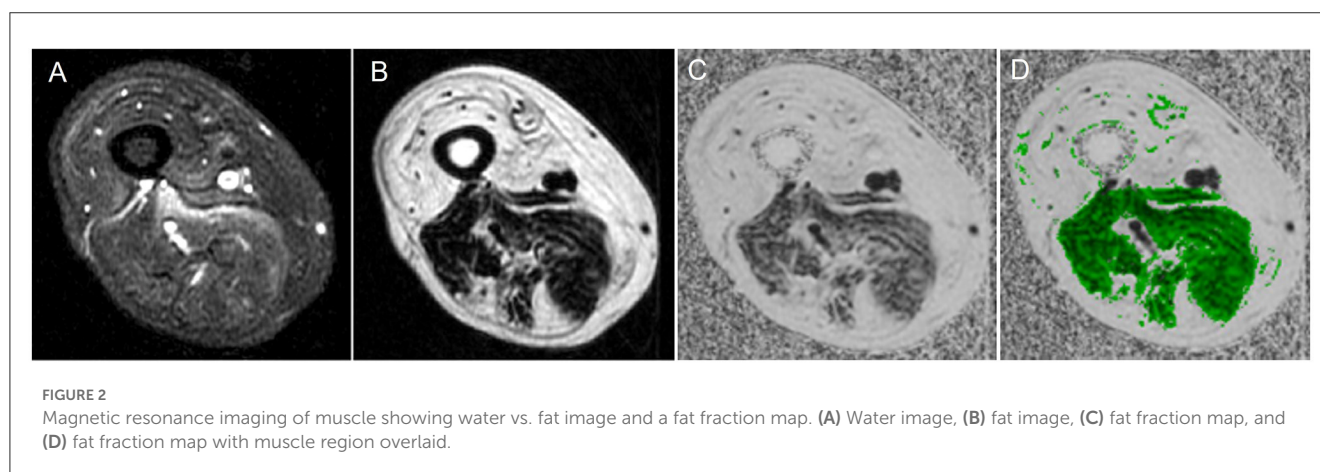 A
B
C
D
FIGURE 2
Magnetic resonance imaging of muscle showing water vs. fat image and a fat fraction map. (A) Water image, (B) fat image, (C) fat fraction map, and
(D) fat fraction map with muscle region overlaid.